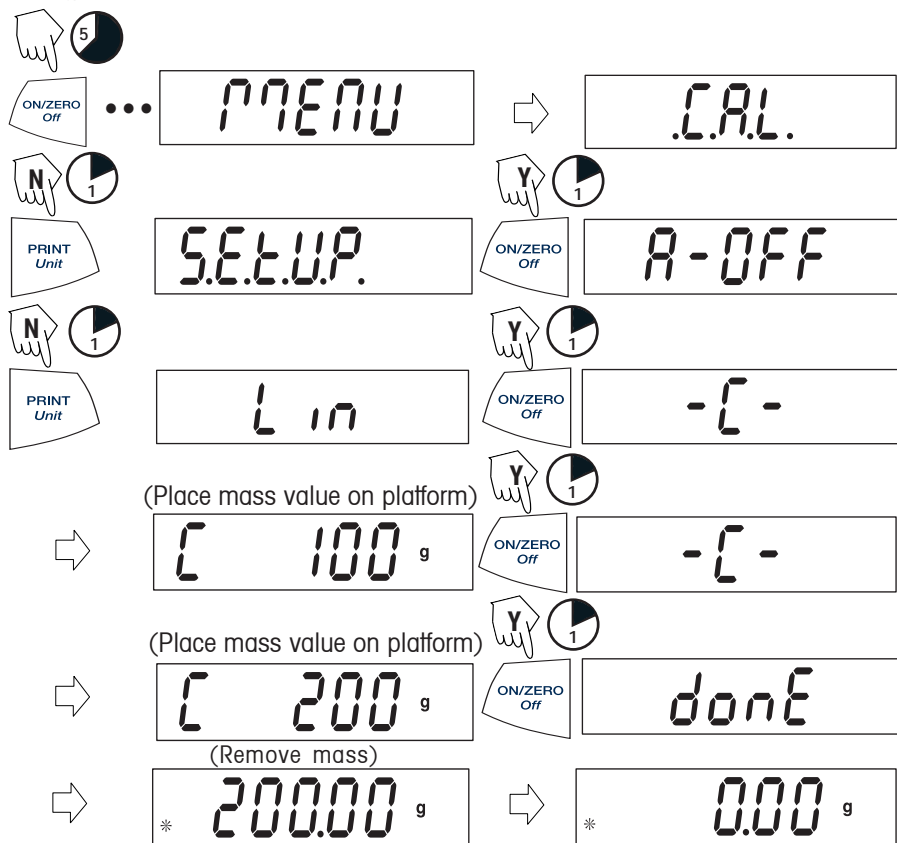 5
ON/ZERO
Off
MENU
.C.A.L.
N
1
Y
1
PRINT
Unit
S.E.t.U.P.
ON/ZERO
Off
A-OFF
N
1
Y
1
PRINT
Unit
Lin
ON/ZERO
Off
-C-
Y
1
(Place mass value on platform)
C 100 g
ON/ZERO
Off
-C-
Y
1
(Place mass value on platform)
C 200 g
ON/ZERO
Off
donE
(Remove mass)
* 200.00 g
* 0.00 g